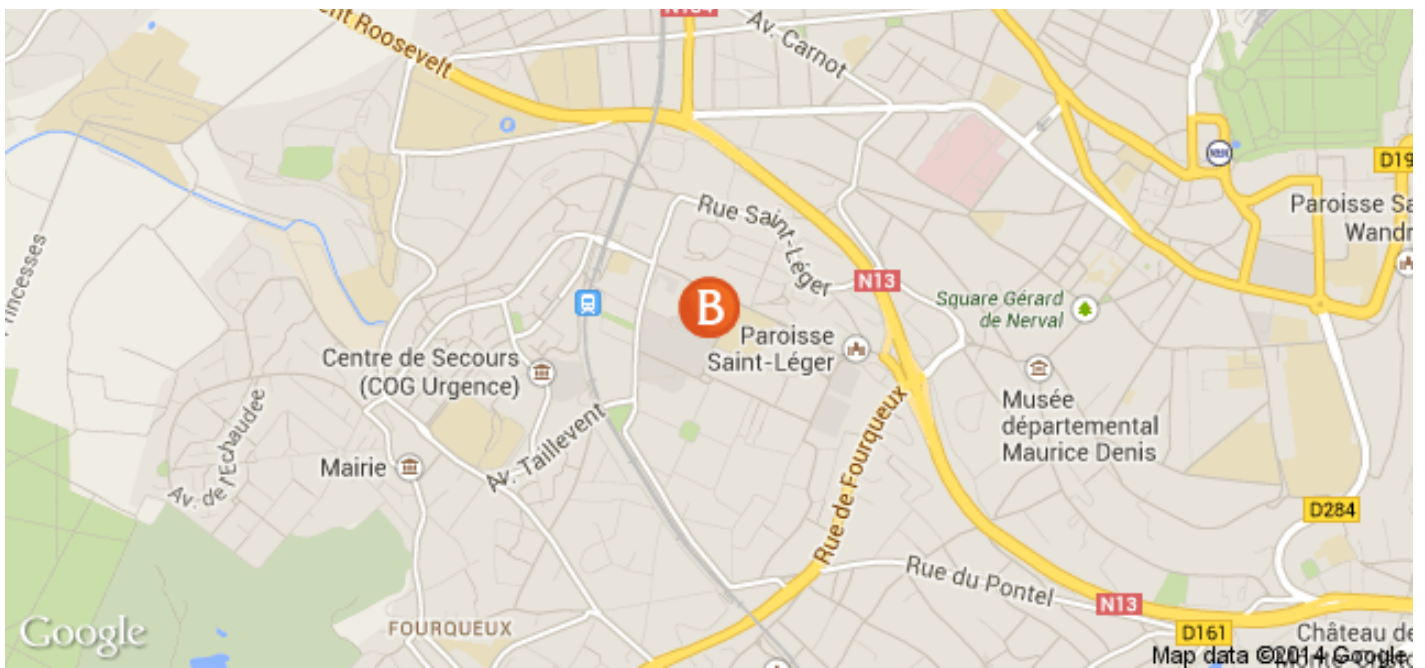 N184
nt Roosevelt
Av. Carnot
D19
Paroisse Sa
Wandr
Rue Saint-Léger
N13
Square Gérard
de Nerval
Princesses
B
Paroisse
Saint-Léger
Centre de Secours
(COG Urgence)
Musée
départemental
Maurice Denis
Av. de l'Echaudee
Av.-Taillevent
Mairie
Rue de Fourqueux
D284
Rue du Pontel
N13
FOURQUEUX
D161
Château de
Google
Map data ©2014 Google